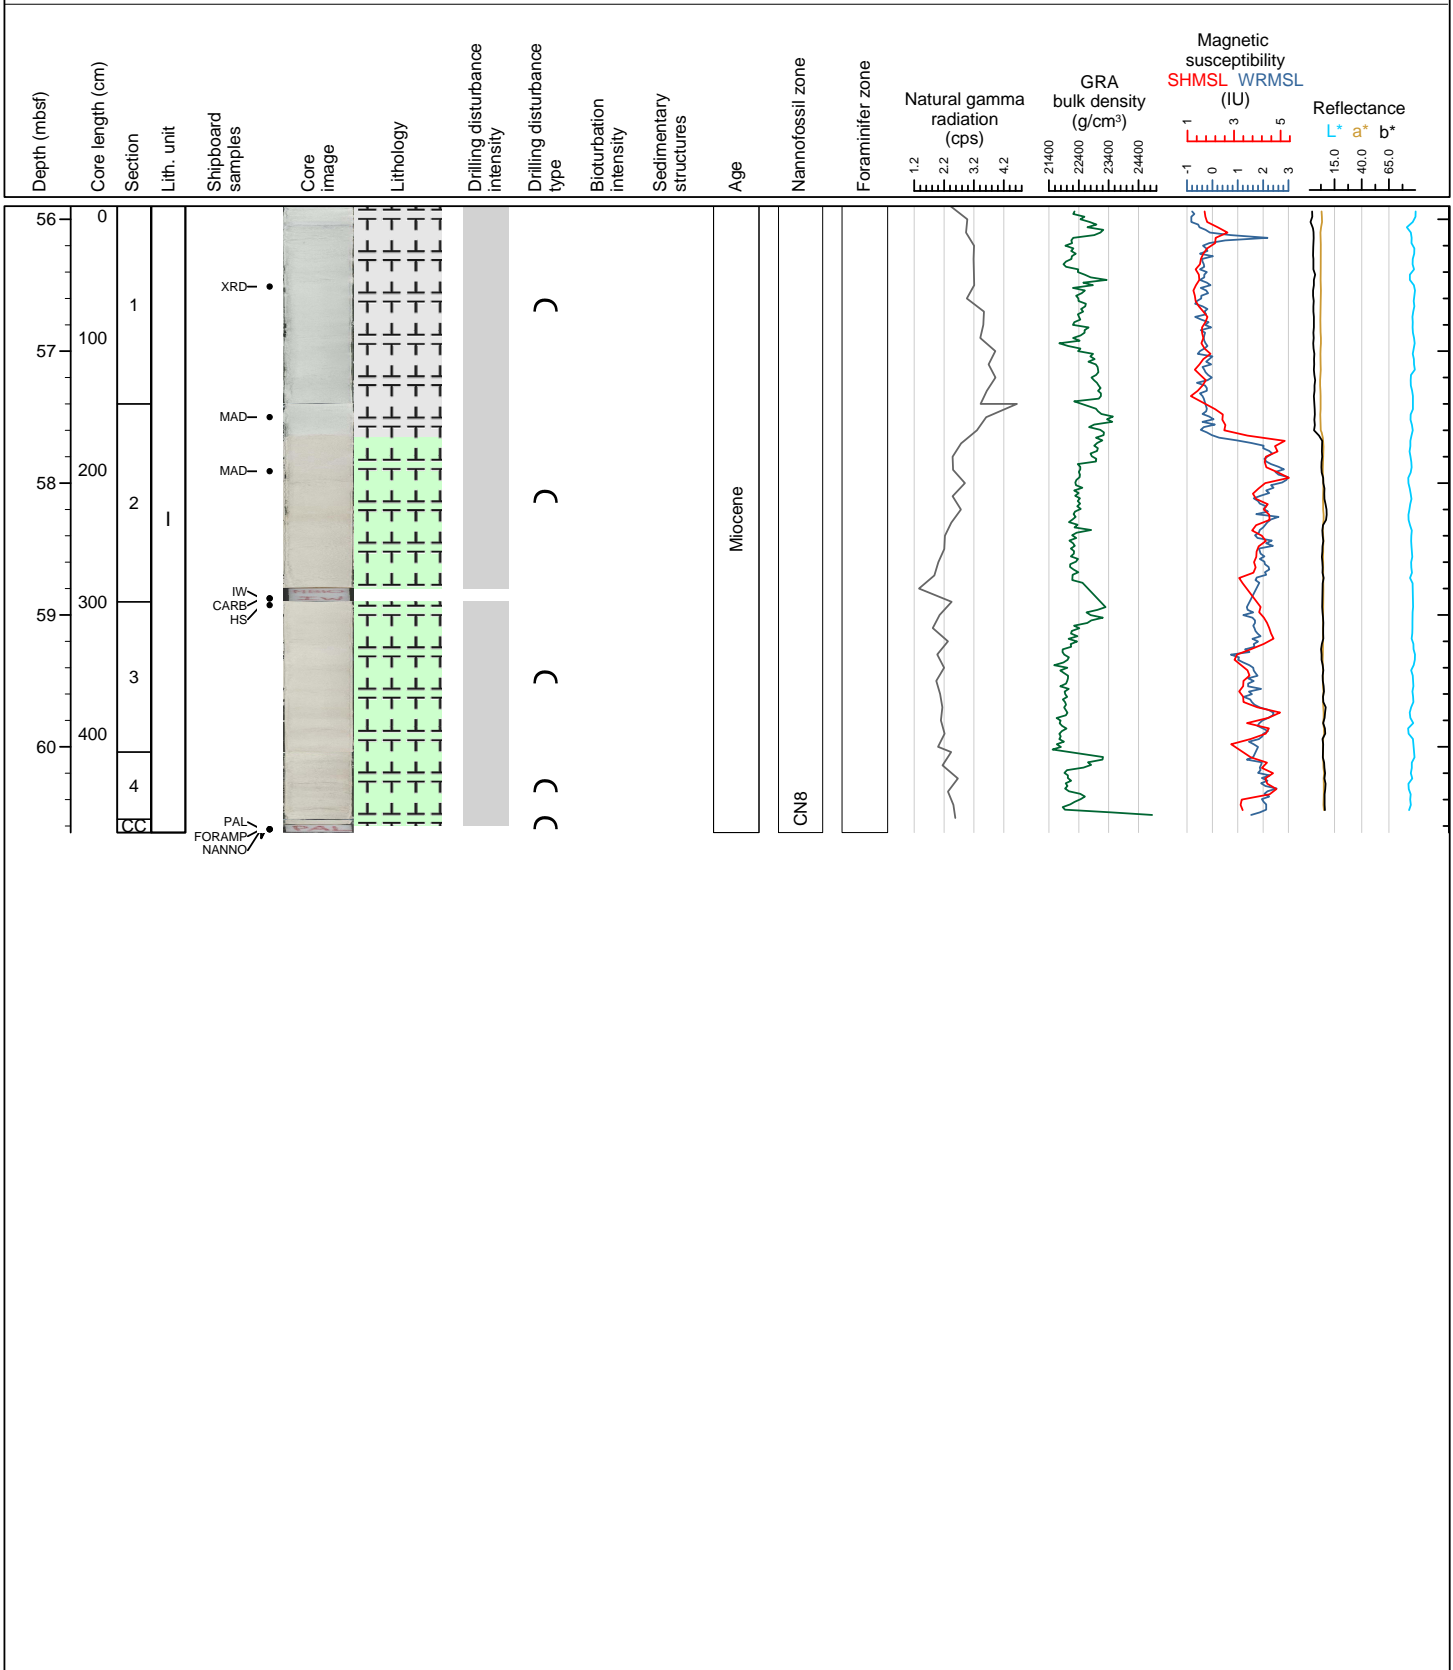 Depth (mbsf)
Core length (cm)
Section
Lith. unit
Shipboard
samples
Core
image
Lithology
Drilling disturbance
intensity
Drilling disturbance
type
Bioturbation
intensity
Sedimentary
structures
Age
Nannofossil zone
Foraminifer zone
Natural gamma
radiation
(cps)
1.2 2.2 3.2 4.2
GRA
bulk density
(g/cm³)
21400 22400 23400 24400
Magnetic
susceptibility
SHMSL WRMSL
(IU)
1 3 5
-1 0 1 2 3
Reflectance
L* a* b*
15.0 40.0 65.0
56
57
58
59
60
0
100
200
300
400
1
2
3
4
CC
I
XRD
MAD
MAD
IW
CARB
HS
PAL
FORAMP
NANNO
IW
PAL
Miocene
CN8